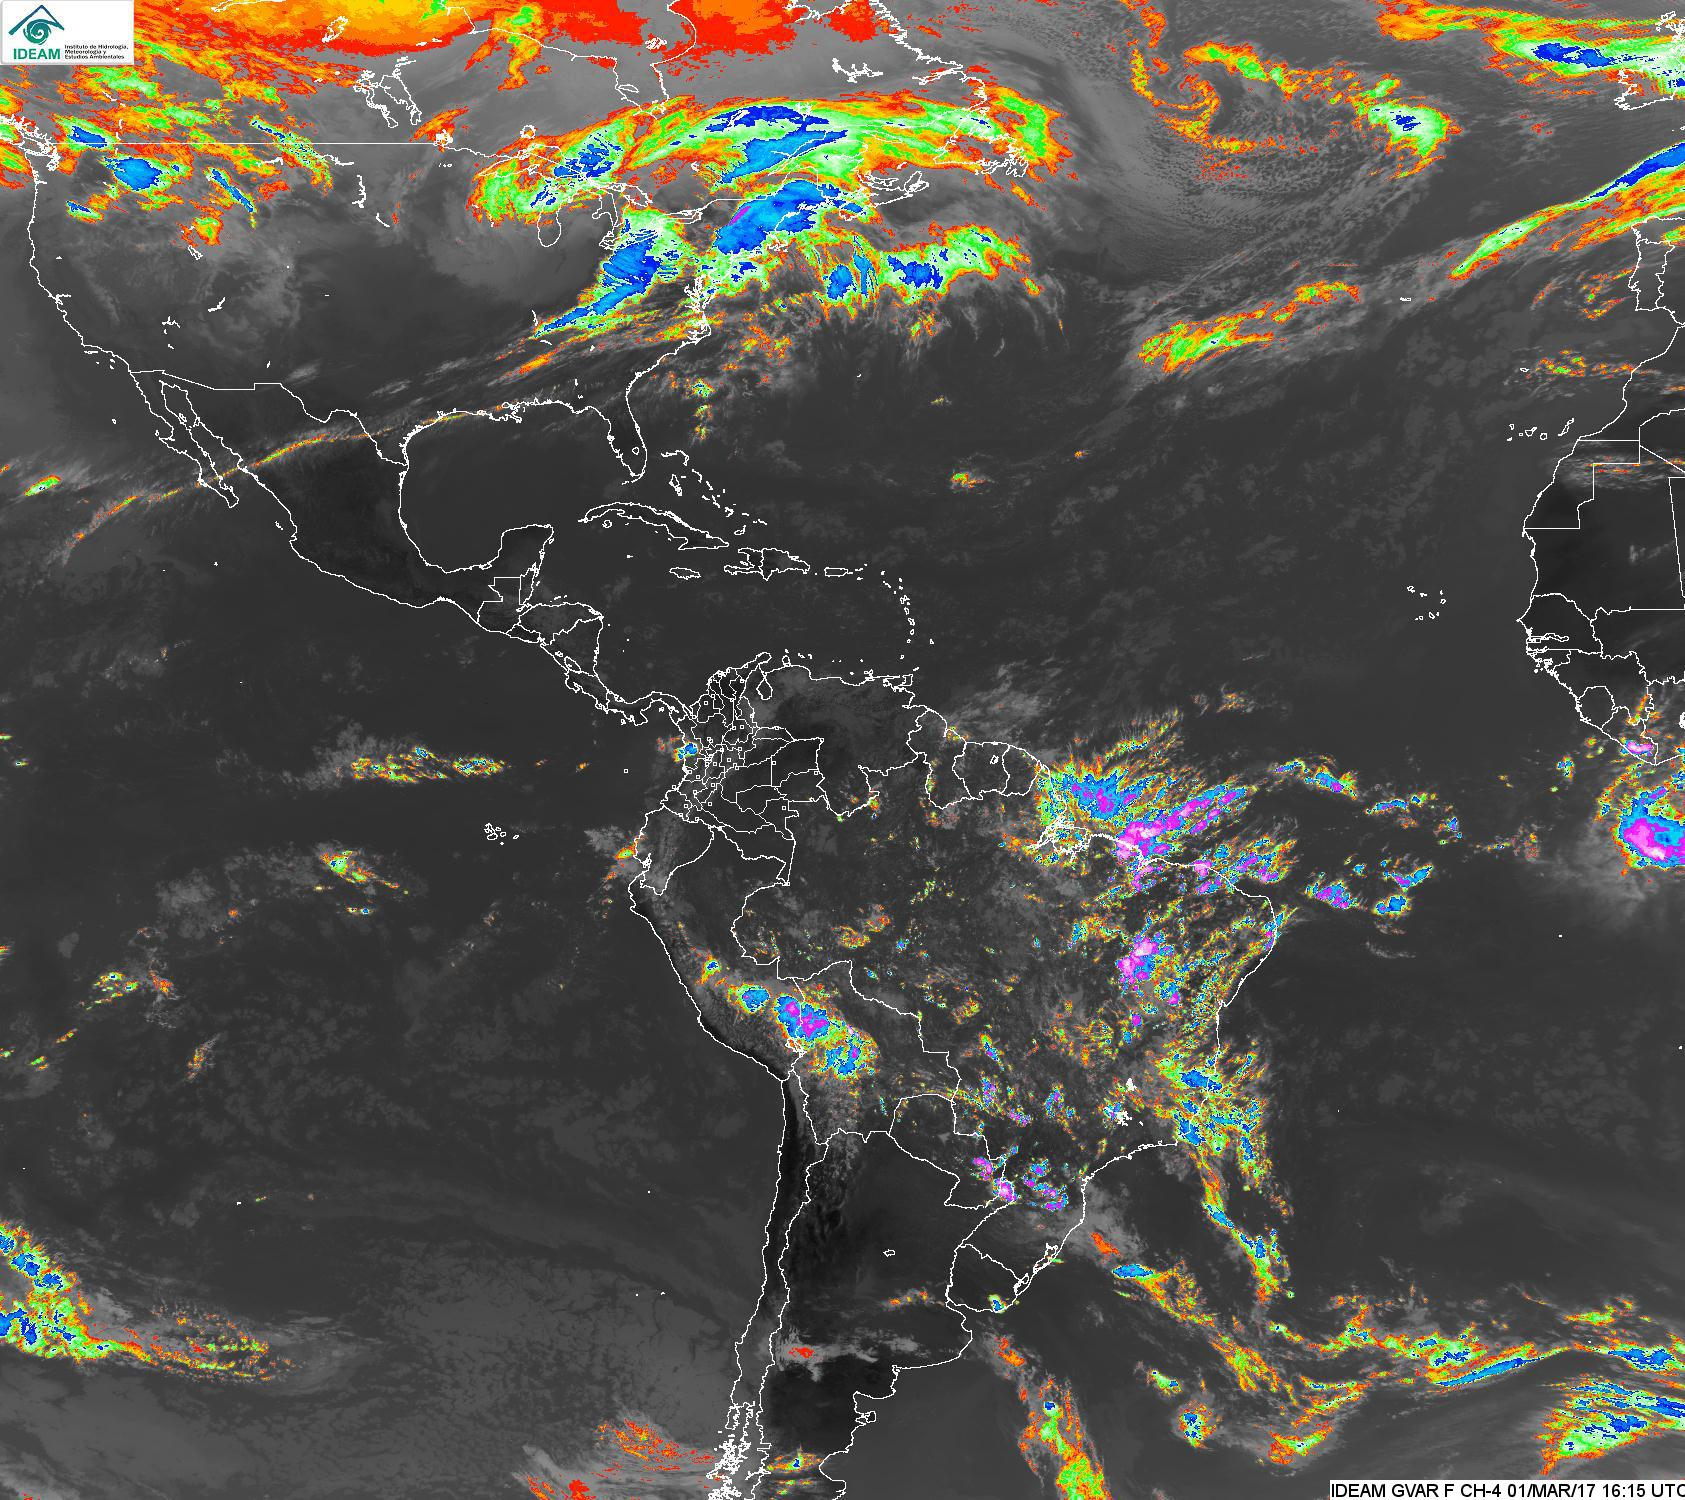 IDEAM
Instituto de Hidrología,
Meteorología y
Estudios Ambientales
IDEAM GVAR F CH-4 01/MAR/17 16:15 UTC